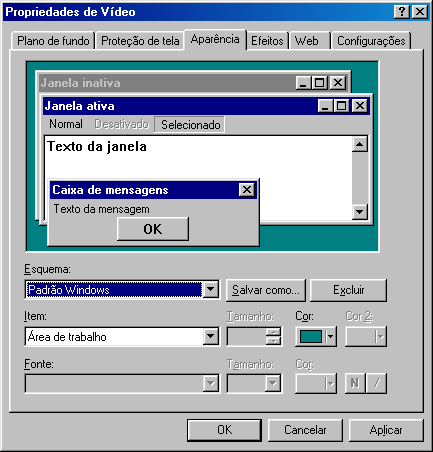 Propriedades de Vídeo
Plano de fundo Proteção de tela Aparência Efeitos Web Configurações
Janela inativa
Janela ativa
Normal Desativado Selecionado
Texto da janela
Caixa de mensagens
Texto da mensagem
OK
Esquema:
Padrão Windows Salvar como... Excluir
Item: Tamanho: Cor: Cor 2:
Área de trabalho
Fonte: Tamanho: Cor:
N /
OK Cancelar Aplicar